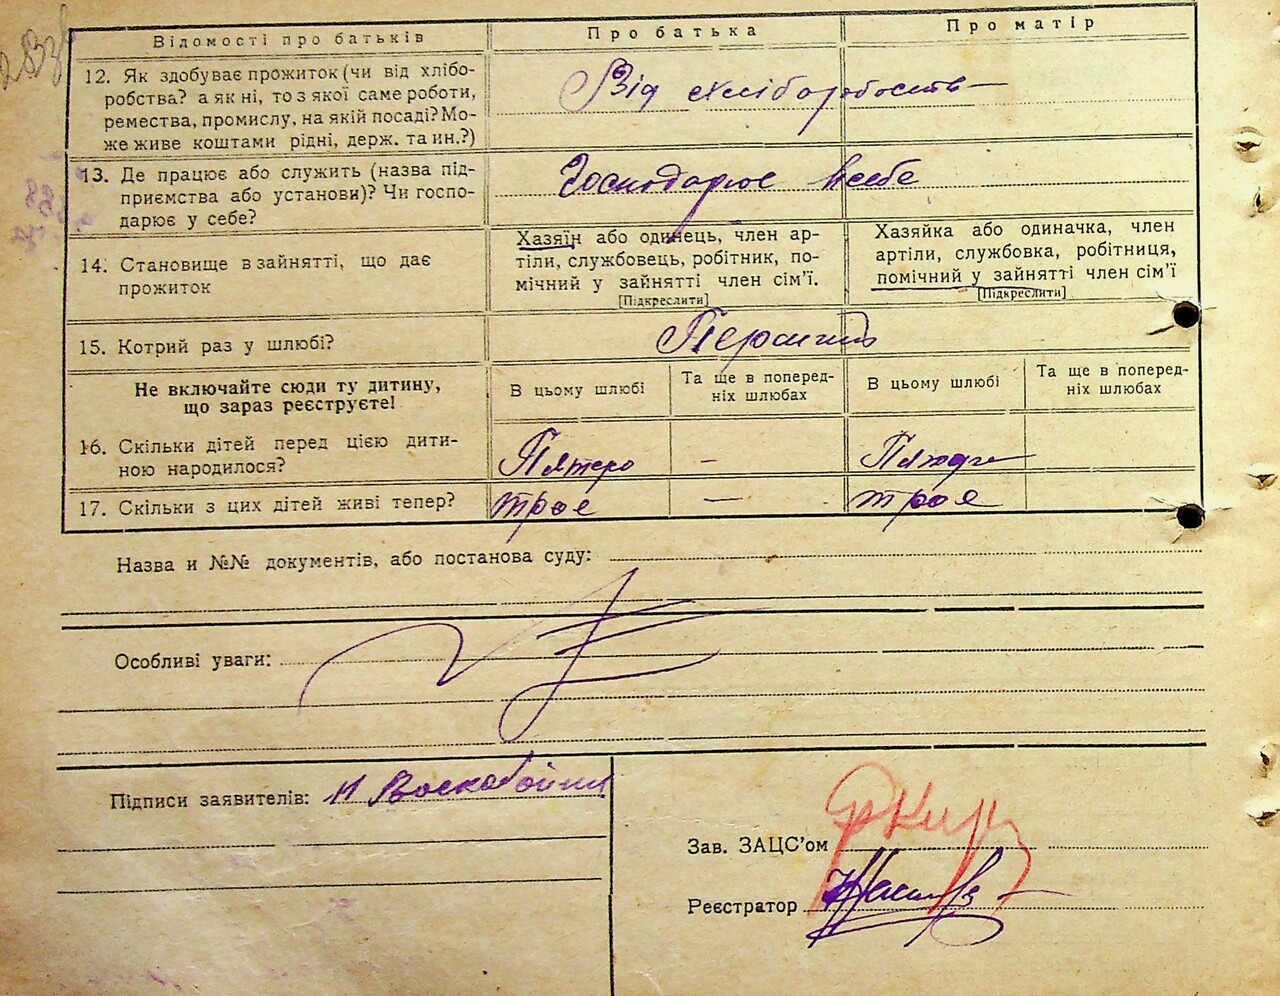 Відомості про батьків
Про батька
Про матір
12. Як здобуває прожиток (чи від хлібо-
робства? а як ні, то з якої саме роботи,
ремества, промислу, на якій посаді? Мо-
же живе коштами рідні, держ. та ин.?)
Від хліборобств
13. Де працює або служить (назва під-
приємства або установи)? Чи госпо-
дарює у себе?
Господарює
14. Становище в зайнятті, що дає
прожиток
Хазяїн або одинець, член ар-
тілі, службовець, робітник, по-
мічний у зайнятті член сім’ї.
[Підкреслити]
Хазяйка або одиначка, член
артіли, службовка, робітниця,
помічний у зайнятті член сім’ї
[Підкреслити]
15. Котрий раз у шлюбі?
Не включайте сюди ту дитину,
що зараз реєструєте!
В цьому шлюбі
Та ще в поперед-
ніх шлюбах
В цьому шлюбі
Та ще в поперед-
ніх шлюбах
16. Скільки дітей перед цією дити-
ною народилося?
Пятеро –
17. Скільки з цих дітей живі тепер?
трое — трое
Назва и №№ документів, або постанова суду:
Особливі уваги:
Підписи заявителів:
Зав. ЗАЦС’ом
Реєстратор